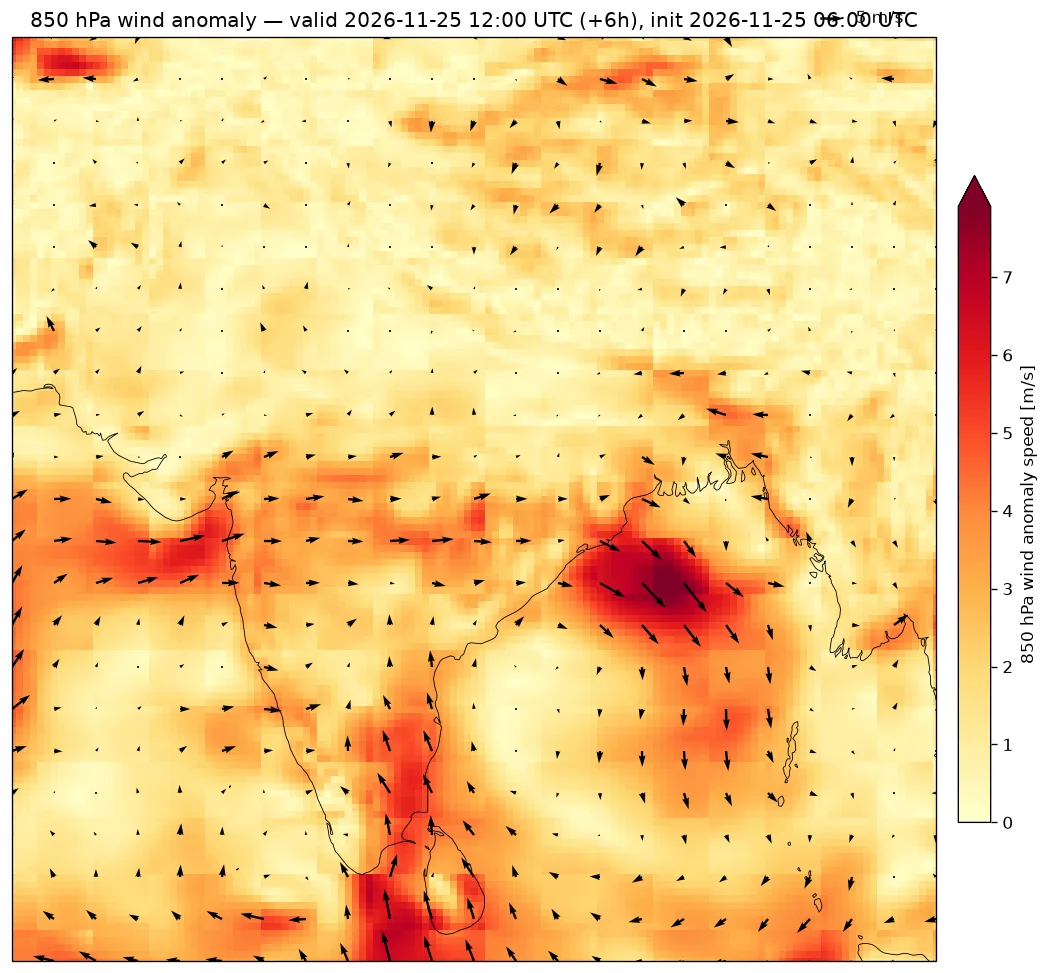 850 hPa wind anomaly — valid 2026-11-25 12:00 UTC (+6h), init 2026-11-25 06:00 UTC
5 m/s
7
6
5
4
3
2
1
0
850 hPa wind anomaly speed [m/s]